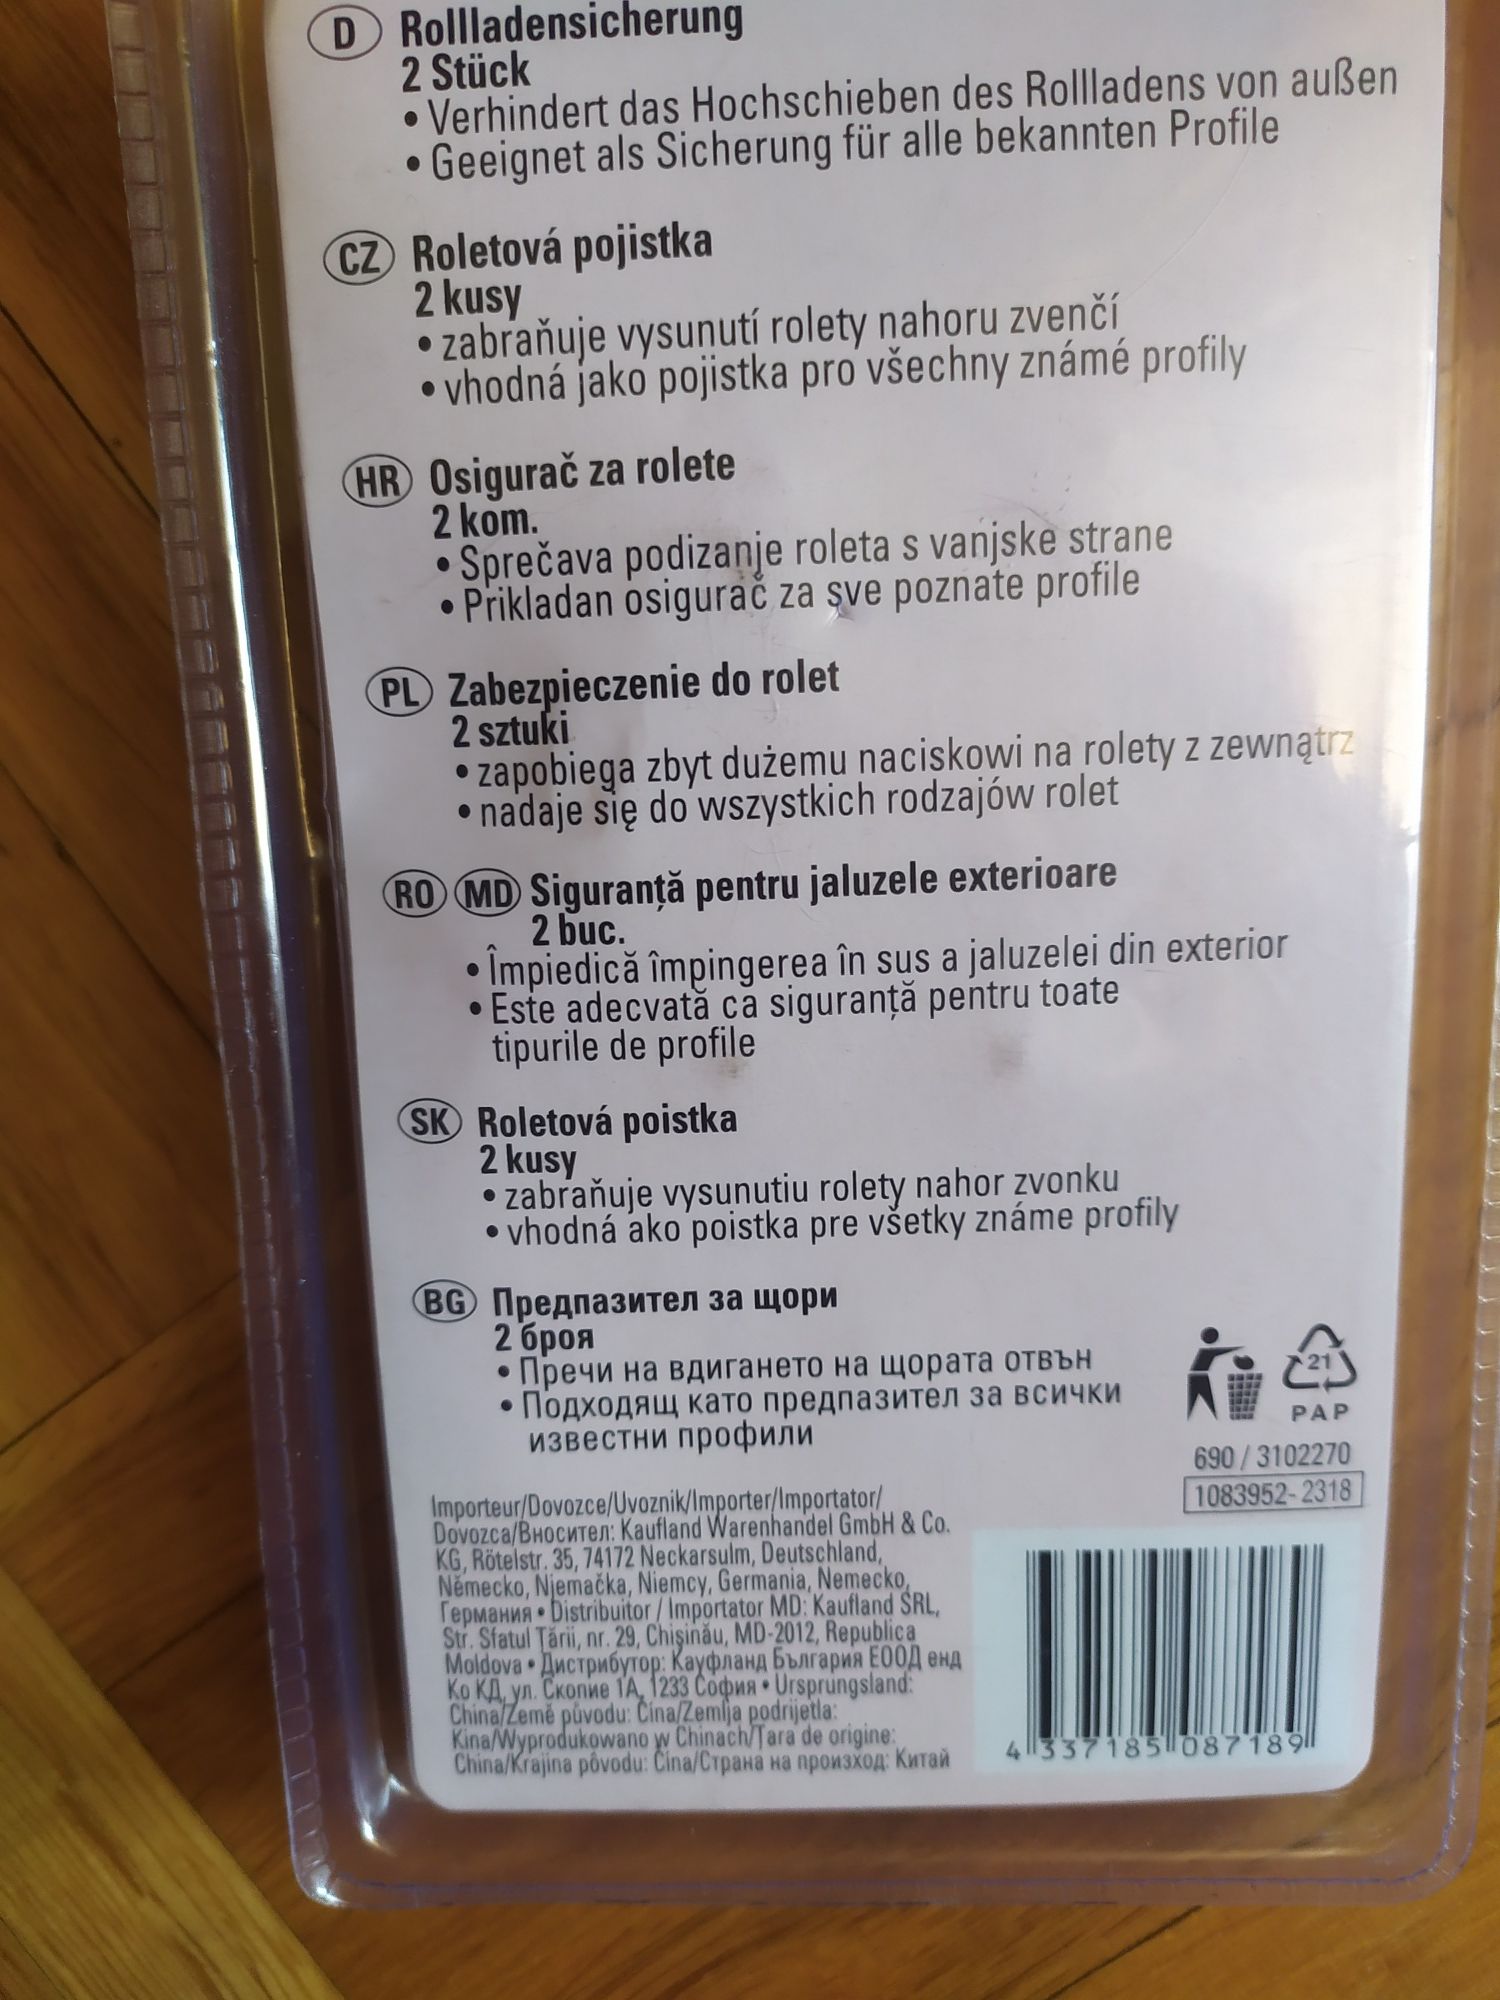 D Rollladensicherung
2 Stück
• Verhindert das Hochschieben des Rollladens von außen
• Geeignet als Sicherung für alle bekannten Profile
CZ Roletová pojistka
2 kusy
• zabraňuje vysunutí rolety nahoru zvenčí
• vhodná jako pojistka pro všechny známé profily
HR Osigurač za rolete
2 kom.
• Sprečava podizanje roleta s vanjske strane
• Prikladan osigurač za sve poznate profile
PL Zabezpieczenie do rolet
2 sztuki
• zapobiega zbyt dużemu naciskowi na rolety z zewnątrz
• nadaje się do wszystkich rodzajów rolet
RO MD Siguranță pentru jaluzele exterioare
2 buc.
• Împiedică împingerea în sus a jaluzelei din exterior
• Este adecvată ca siguranță pentru toate
tipurile de profile
SK Roletová poistka
2 kusy
• zabraňuje vysunutiu rolety nahor zvonku
• vhodná ako poistka pre všetky známe profily
BG Предпазител за щори
2 броя
• Пречи на вдигането на щората отвън
• Подходящ като предпазител за всички
известни профили
21
PAP
690 / 3102270
1083952-2318
Importeur/Dovozce/Uvoznik/Importer/Importator/
Dovozca/Вносител: Kaufland Warenhandel GmbH & Co.
KG, Rötelstr. 35, 74172 Neckarsulm, Deutschland,
Německo, Njemačka, Niemcy, Germania, Nemecko,
Германия • Distribuitor / Importator MD: Kaufland SRL,
Str. Sfatul Țării, nr. 29, Chișinău, MD-2012, Republica
Moldova • Дистрибутор: Кауфланд България ЕООД енд
Ко КД, ул. Скопие 1А, 1233 София • Ursprungsland:
China/Země původu: Čína/Zemlja podrijetla:
Kina/Wyprodukowano w Chinach/Țara de origine:
China/Krajina pôvodu: Čína/Страна на произход: Китай
4 337185 087189